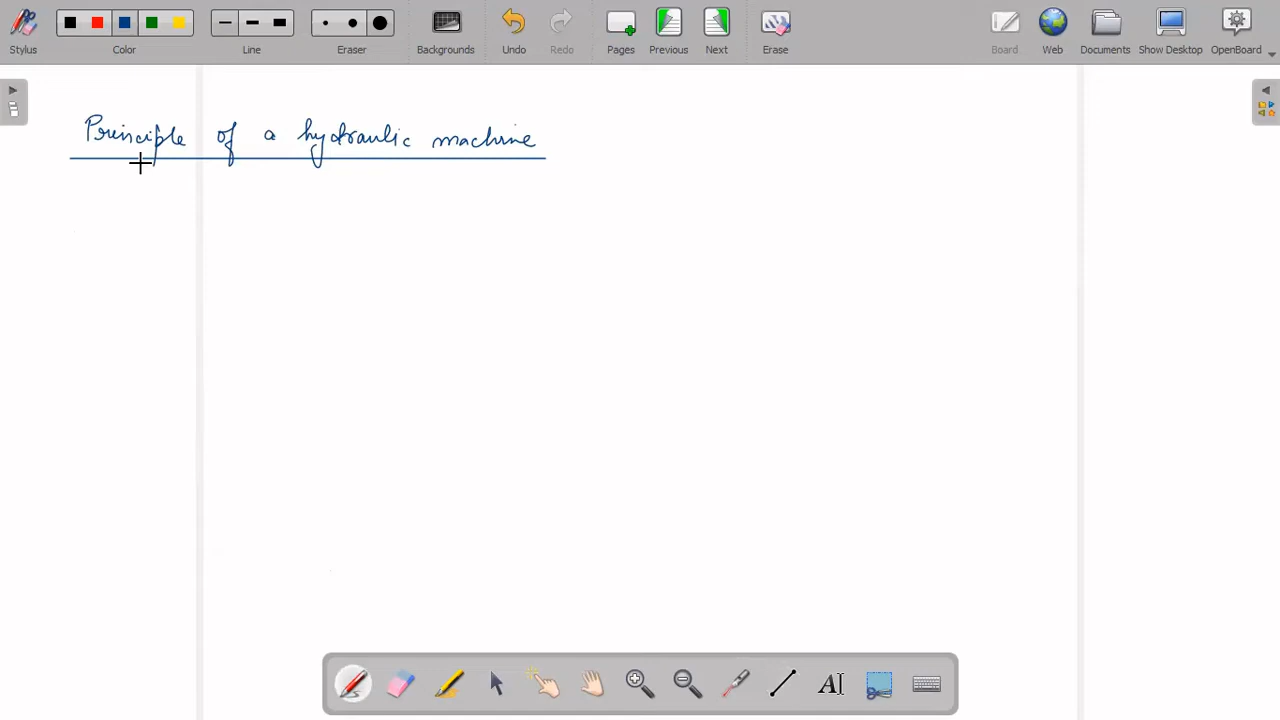 Stylus
Color
Line
Eraser
Backgrounds
Undo
Redo
Pages
Previous
Next
Erase
Board
Web
Documents
Show Desktop
OpenBoard
Principle of a hydraulic machine
AI